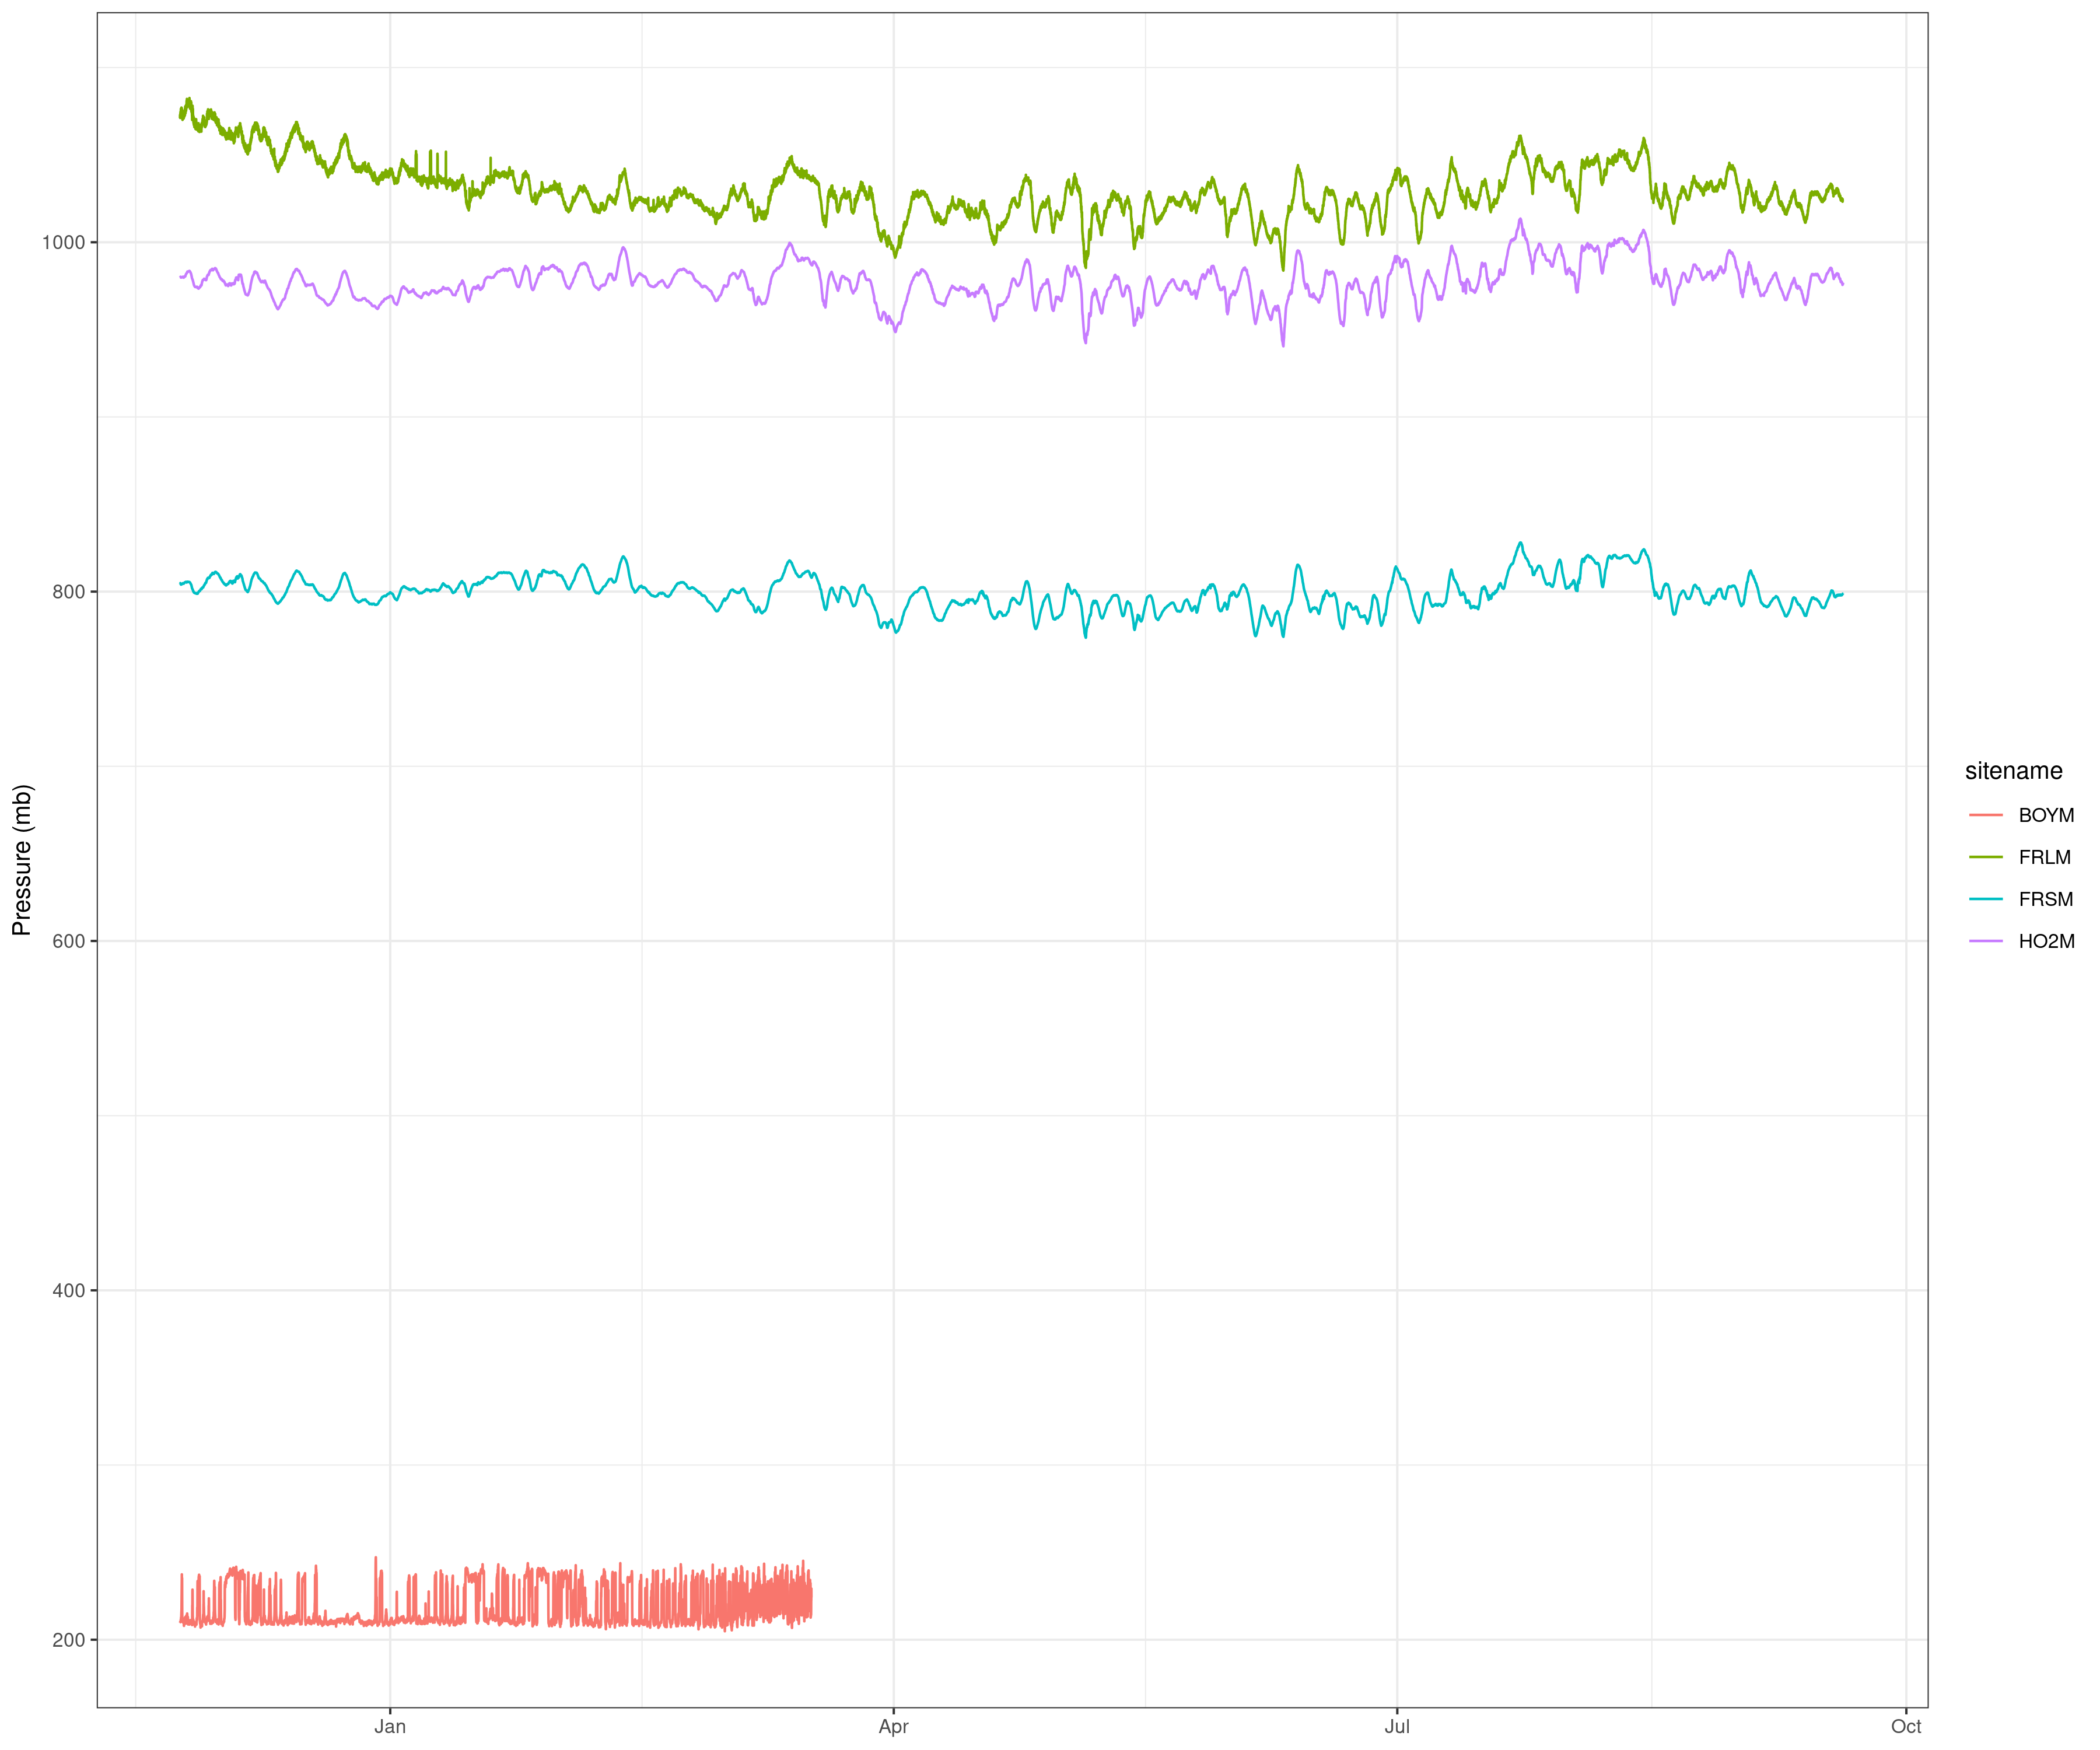 Pressure (mb)
1000
800
600
400
200
Jan
Apr
Jul
Oct
sitename
BOYM
FRLM
FRSM
HO2M